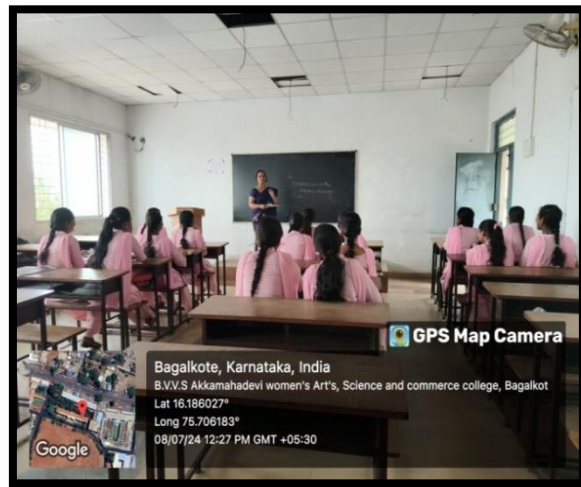 GPS Map Camera
Bagalkote, Karnataka, India
B.V.V.S Akkamahadevi women's Art's, Science and commerce college, Bagalkot
Lat 16.186027°
Long 75.706183°
08/07/24 12:27 PM GMT +05:30
Google